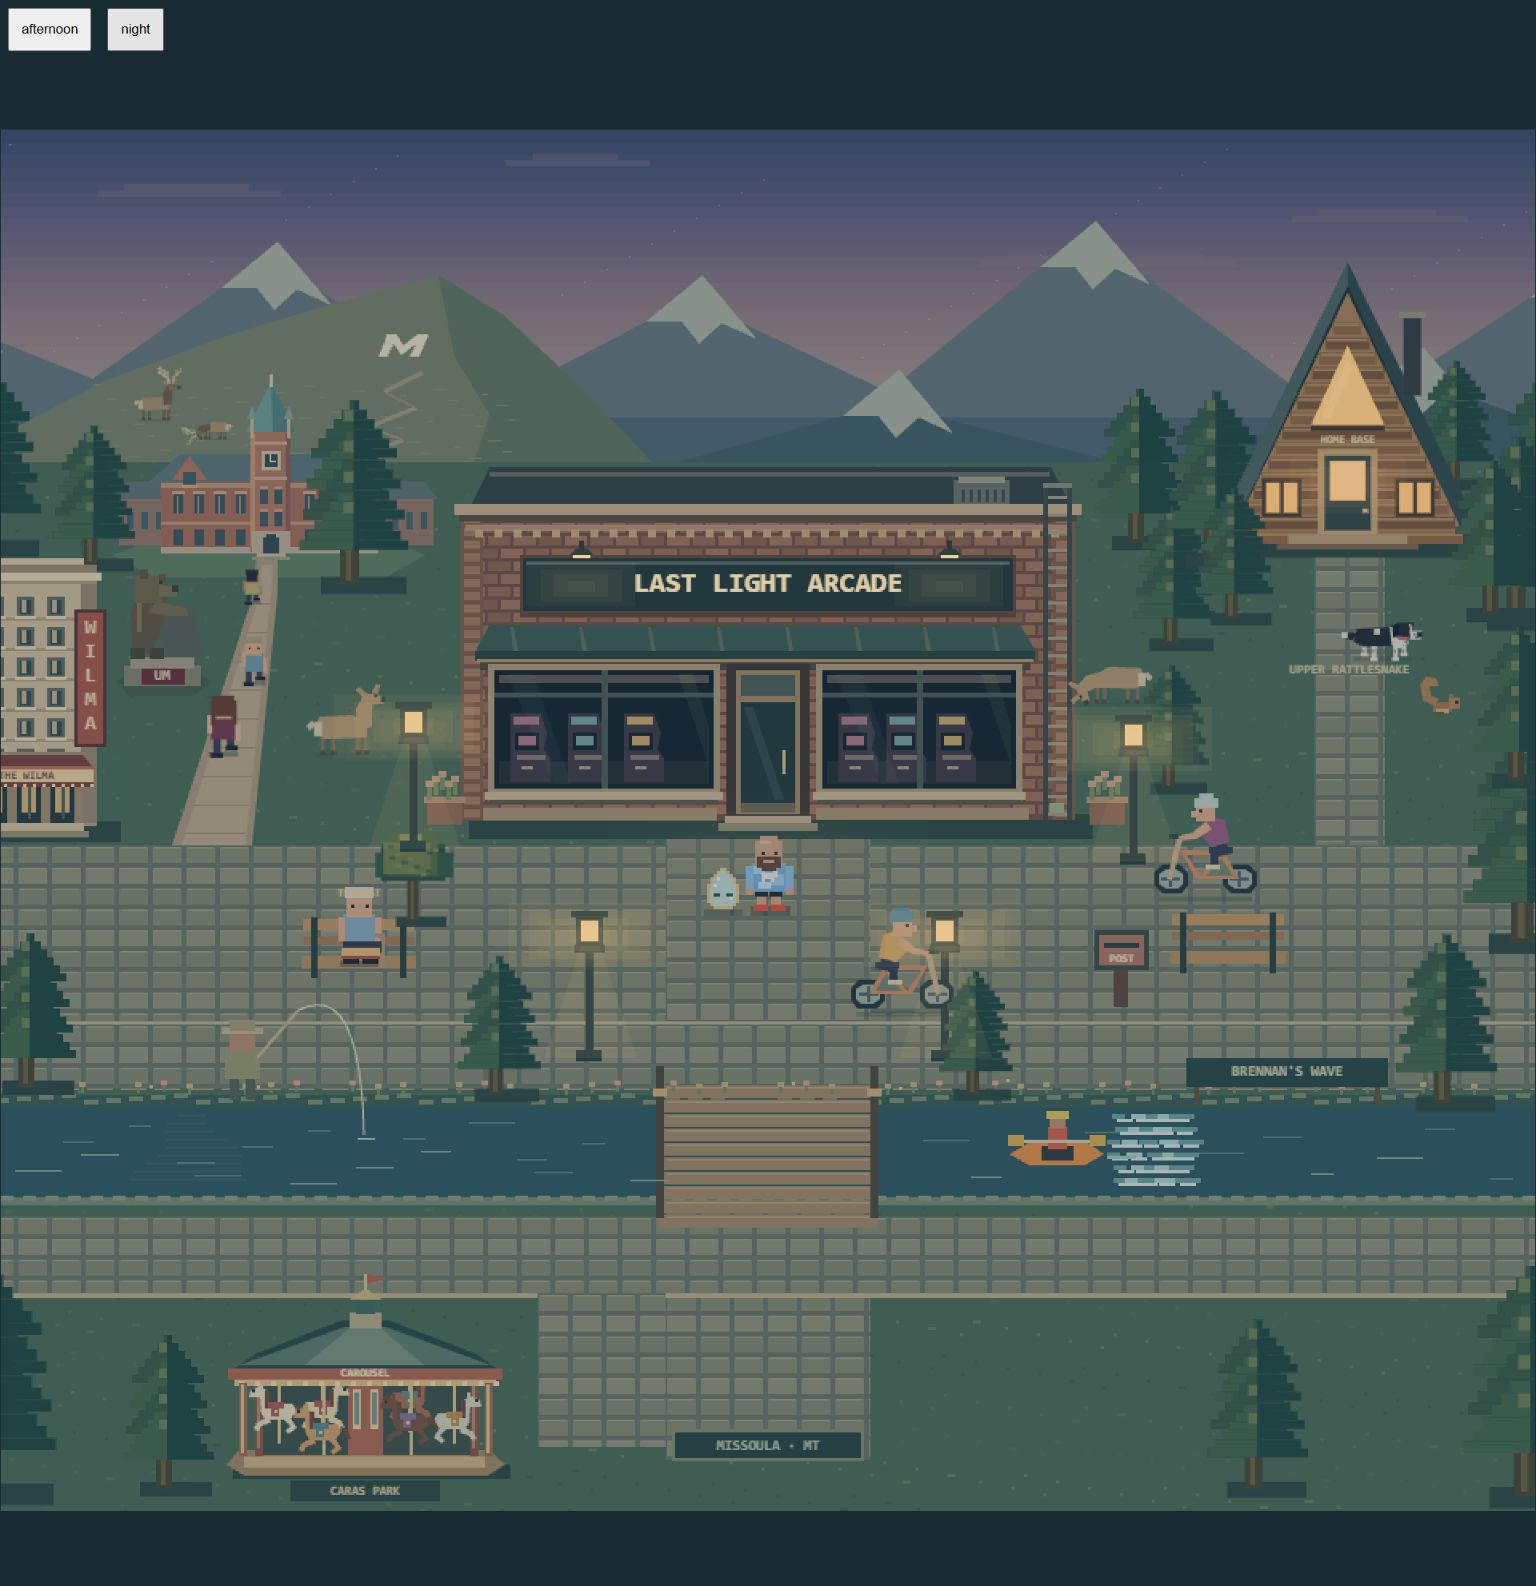 afternoon
night
M
HOME BASE
LAST LIGHT ARCADE
WILMA
UM
UPPER RATTLESNAKE
THE WILMA
POST
BRENNAN'S WAVE
CAROUSEL
MISSOULA · MT
CARAS PARK